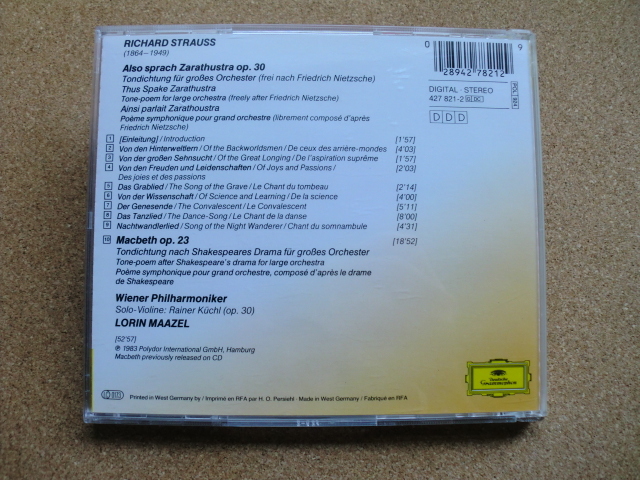 RICHARD STRAUSS
(1864–1949)
Also sprach Zarathustra op. 30
Tondichtung für großes Orchester (frei nach Friedrich Nietzsche)
Thus Spake Zarathustra
Tone-poem for large orchestra (freely after Friedrich Nietzsche)
Ainsi parlait Zarathoustra
Poème symphonique pour grand orchestre (librement composé d'après
Friedrich Nietzsche)
1 [Einleitung] / Introduction [1'57]
2 Von den Hinterweltlern / Of the Backworldsmen / De ceux des arrière-mondes [4'03]
3 Von der großen Sehnsucht / Of the Great Longing / De l'aspiration suprême [1'57]
4 Von den Freuden und Leidenschaften / Of Joys and Passions / [2'03]
Des joies et des passions
5 Das Grablied / The Song of the Grave / Le Chant du tombeau [2'14]
6 Von der Wissenschaft / Of Science and Learning / De la science [4'00]
7 Der Genesende / The Convalescent / Le Convalescent [5'11]
8 Das Tanzlied / The Dance-Song / Le Chant de la danse [8'00]
9 Nachtwandlerlied / Song of the Night Wanderer / Chant du somnambule [4'31]
10 Macbeth op. 23 [18'52]
Tondichtung nach Shakespeares Drama für großes Orchester
Tone-poem after Shakespeare's drama for large orchestra
Poème symphonique pour grand orchestre, composé d'après le drame
de Shakespeare
Wiener Philharmoniker
Solo-Violine: Rainer Küchl (op. 30)
LORIN MAAZEL
[52'57]
℗ 1983 Polydor International GmbH, Hamburg
Macbeth previously released on CD
Printed in West Germany by / Imprimé en RFA par H. O. Persiehl · Made in West Germany / Fabriqué en RFA
0 28942 78212 9
DIGITAL · STEREO
427 821-2
D D D
Deutsche
Grammophon